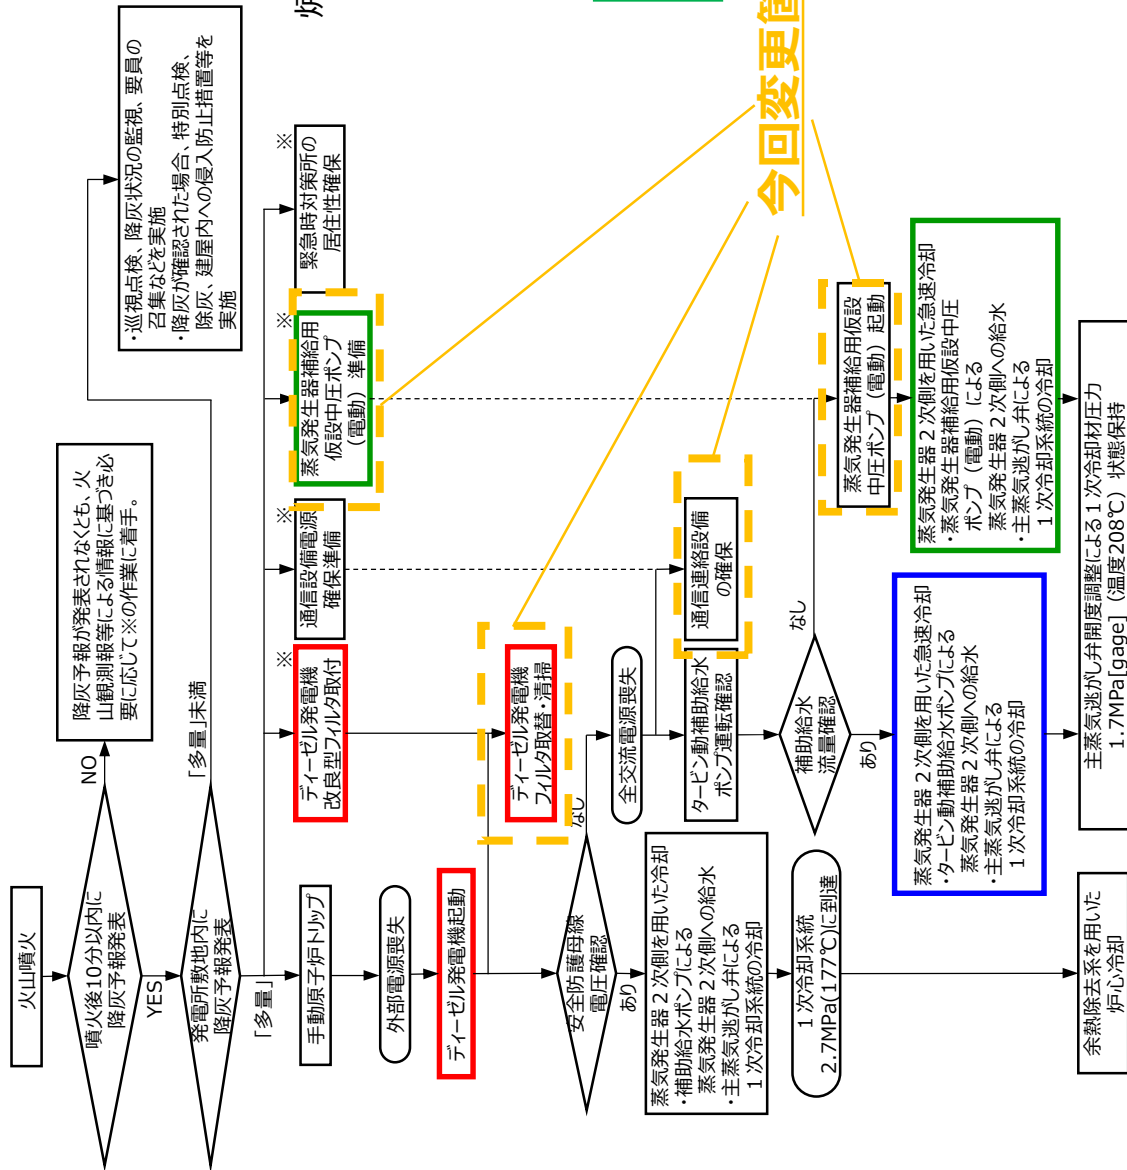 火山噴火
噴火後10分以内に
降灰予報発表
NO
降灰予報が発表されなくとも、火
山観測報等による情報に基づき必
要に応じて※の作業に着手。
YES
発電所敷地内に
降灰予報発表
「多量」未満
・巡視点検、降灰状況の監視、要員の
召集などを実施
・降灰が確認された場合、特別点検、
除灰、建屋内への侵入防止措置等を
実施
「多量」
手動原子炉トリップ
※
ディーゼル発電機
改良型フィルタ取付
※
通信設備電源
確保準備
※
蒸気発生器補給用
仮設中圧ポンプ
（電動）準備
※
緊急時対策所の
居住性確保
炉
外部電源喪失
ディーゼル発電機起動
ディーゼル発電機
フィルタ取替・清掃
安全防護母線
電圧確認
なし
あり
全交流電源喪失
蒸気発生器２次側を用いた冷却
・補助給水ポンプによる
蒸気発生器２次側への給水
・主蒸気逃がし弁による
１次冷却系統の冷却
タービン動補助給水
ポンプ運転確認
通信連絡設備
の確保
今回変更箇
１次冷却系統
2.7MPa(177℃)に到達
補助給水
流量確認
なし
あり
蒸気発生器補給用仮設
中圧ポンプ（電動）起動
蒸気発生器２次側を用いた急速冷却
・タービン動補助給水ポンプによる
蒸気発生器２次側への給水
・主蒸気逃がし弁による
１次冷却系統の冷却
蒸気発生器２次側を用いた急速冷却
・蒸気発生器補給用仮設中圧
ポンプ（電動）による
蒸気発生器２次側への給水
・主蒸気逃がし弁による
１次冷却系統の冷却
余熱除去系を用いた
炉心冷却
主蒸気逃がし弁開度調整による１次冷却材圧力
1.7MPa[gage]（温度208℃）状態保持